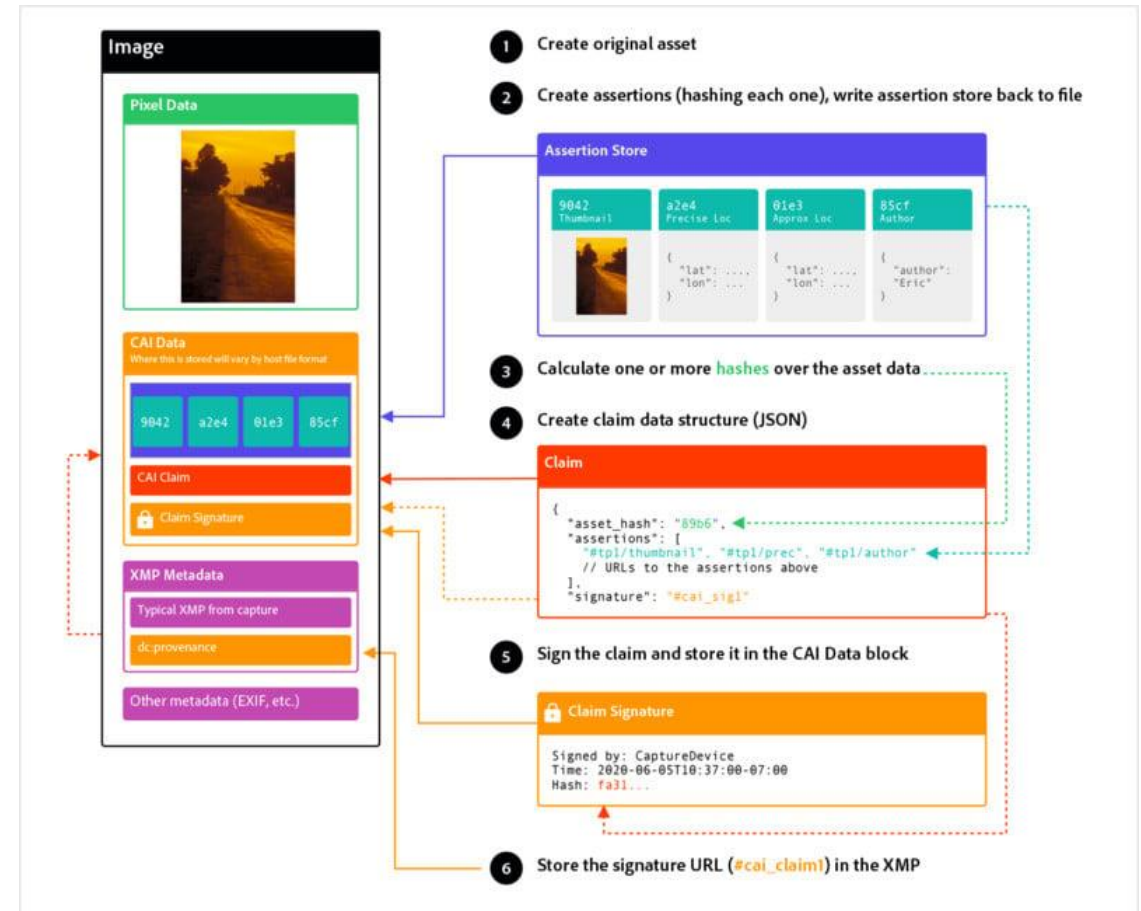 Image
Pixel Data
CAI Data
Where this is stored will vary by host file format
9042 a2e4 01e3 85cf
CAI Claim
Claim Signature
XMP Metadata
Typical XMP from capture
dc:provenance
Other metadata (EXIF, etc.)
1 Create original asset
2 Create assertions (hashing each one), write assertion store back to file
Assertion Store
9042 a2e4 01e3 85cf
Thumbnail Precise Loc Approx Loc Author
{ { {
"lat": ..., "lat": ..., "author":
"lon": ... "lon": ... "Eric"
} } }
3 Calculate one or more hashes over the asset data
4 Create claim data structure (JSON)
Claim
{
"asset_hash": "89b6",
"assertions": [
"#tp1/thumbnail", "#tp1/prec", "#tp1/author"
// URLs to the assertions above
],
"signature": "#cai_sig1"
5 Sign the claim and store it in the CAI Data block
Claim Signature
Signed by: CaptureDevice
Time: 2020-06-05T10:37:00-07:00
Hash: fa31...
6 Store the signature URL (#cai_claim1) in the XMP